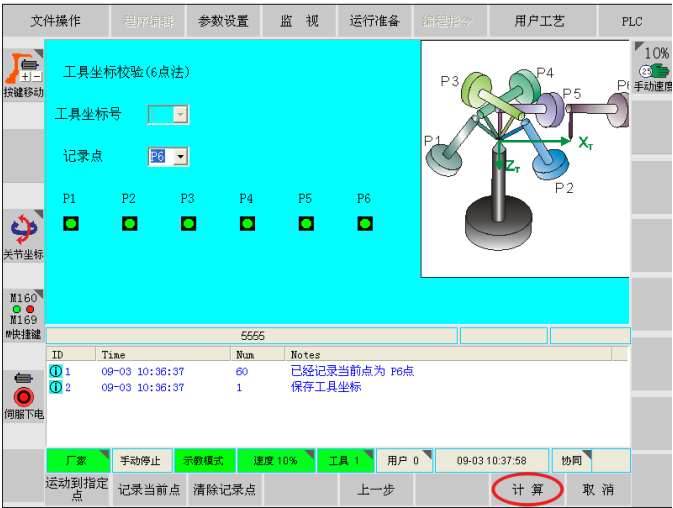 文件操作 程序编辑 参数设置 监 视 运行准备 编程指令 用户工艺 PLC
按键移动
关节坐标
M160
M169
M快捷键
伺服下电
工具坐标校验(6点法)
工具坐标号 1
记录点 P6
P1 P2 P3 P4 P5 P6
P3 P4
P5
P1
P2
XT
ZT
10%
25
手动速度
5555
ID Time Num Notes
1 09-03 10:36:37 60 已经记录当前点为 P6点
2 09-03 10:36:37 1 保存工具坐标
厂家 手动停止 示教模式 速度 10% 工具 1 用户 0 09-03 10:37:58 协同
运动到指定点 记录当前点 清除记录点 上一步 计 算 取 消